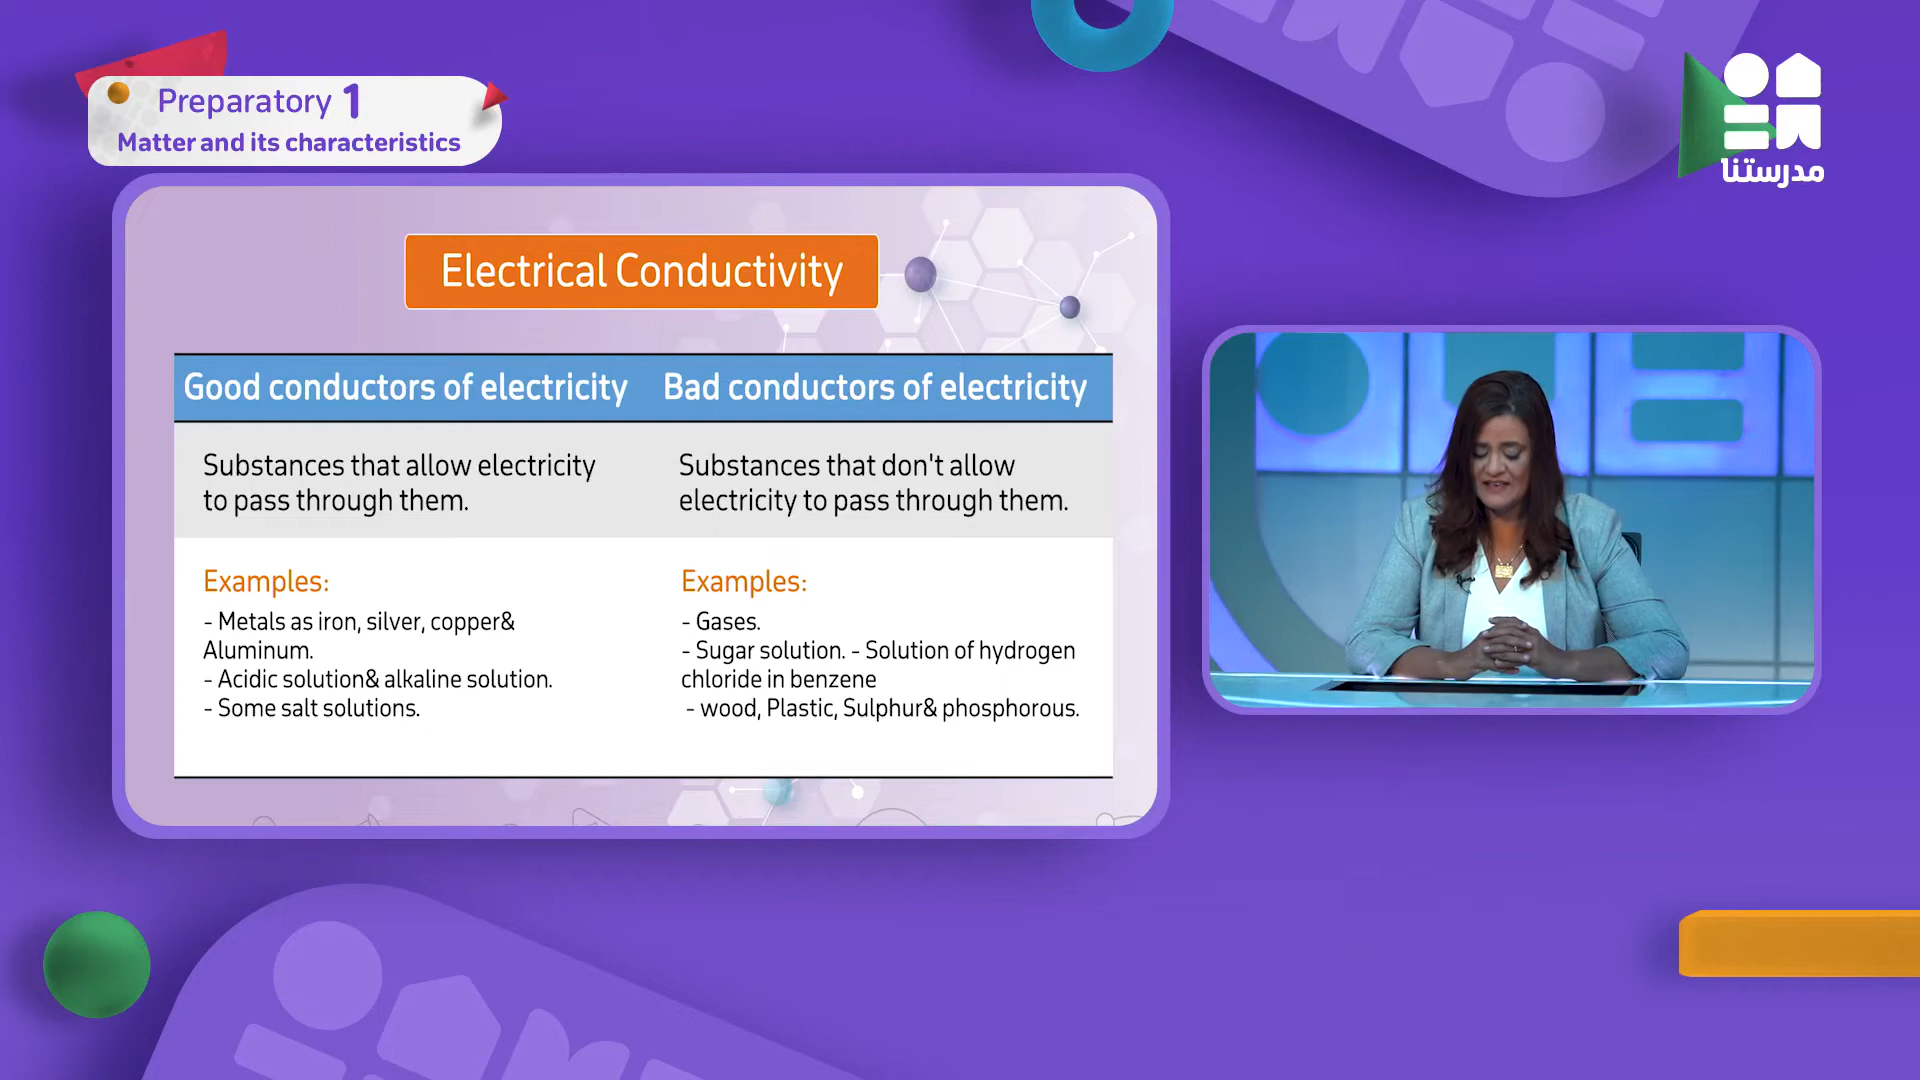 Preparatory 1
Matter and its characteristics
مدرستنا
Electrical Conductivity
Good conductors of electricity
Bad conductors of electricity
Substances that allow electricity
to pass through them.
Substances that don't allow
electricity to pass through them.
Examples:
- Metals as iron, silver, copper&
Aluminum.
- Acidic solution& alkaline solution.
- Some salt solutions.
Examples:
- Gases.
- Sugar solution. - Solution of hydrogen
chloride in benzene
- wood, Plastic, Sulphur& phosphorous.